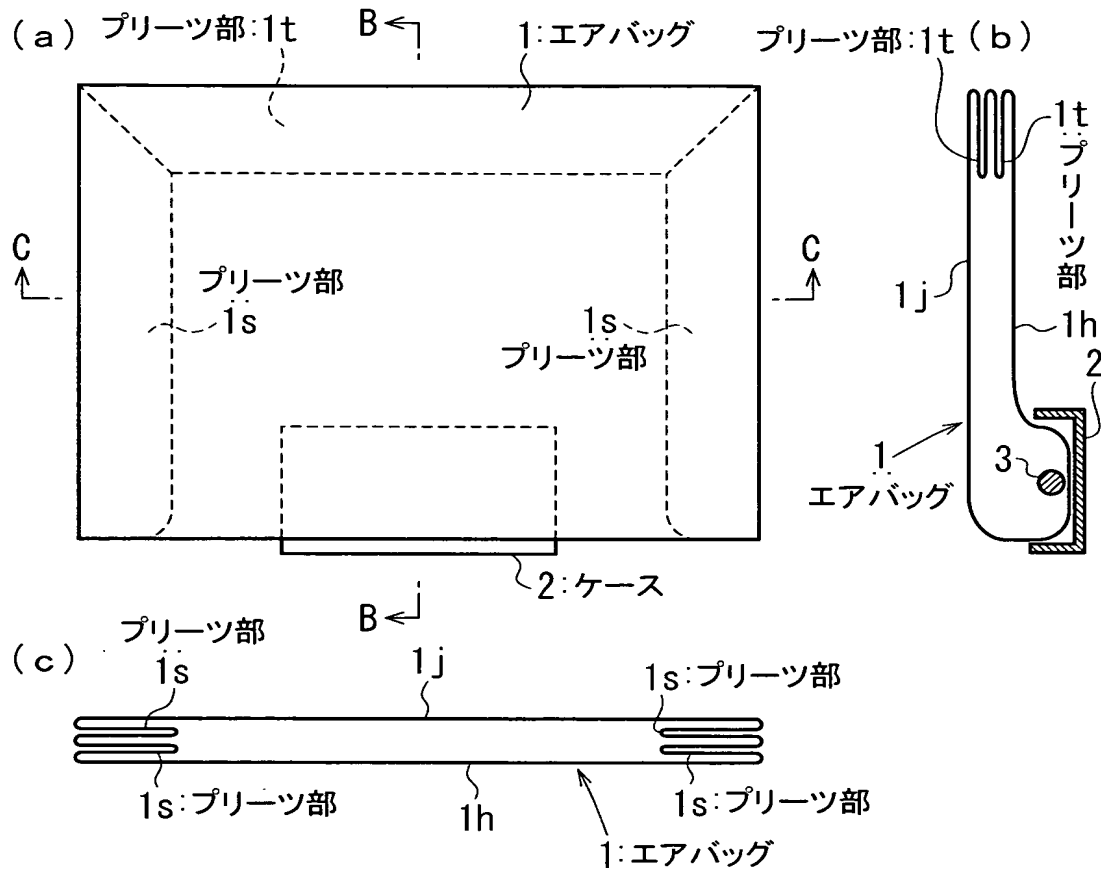 (a)
プリーツ部:1t
B
1:エアバッグ
C
C
プリーツ部
1s
1s
プリーツ部
2:ケース
B
プリーツ部:1t
(b)
1t:プリーツ部
1j
1h
2
1
エアバッグ
3
(c)
プリーツ部
1s
1j
1s:プリーツ部
1s:プリーツ部
1h
1s:プリーツ部
1:エアバッグ